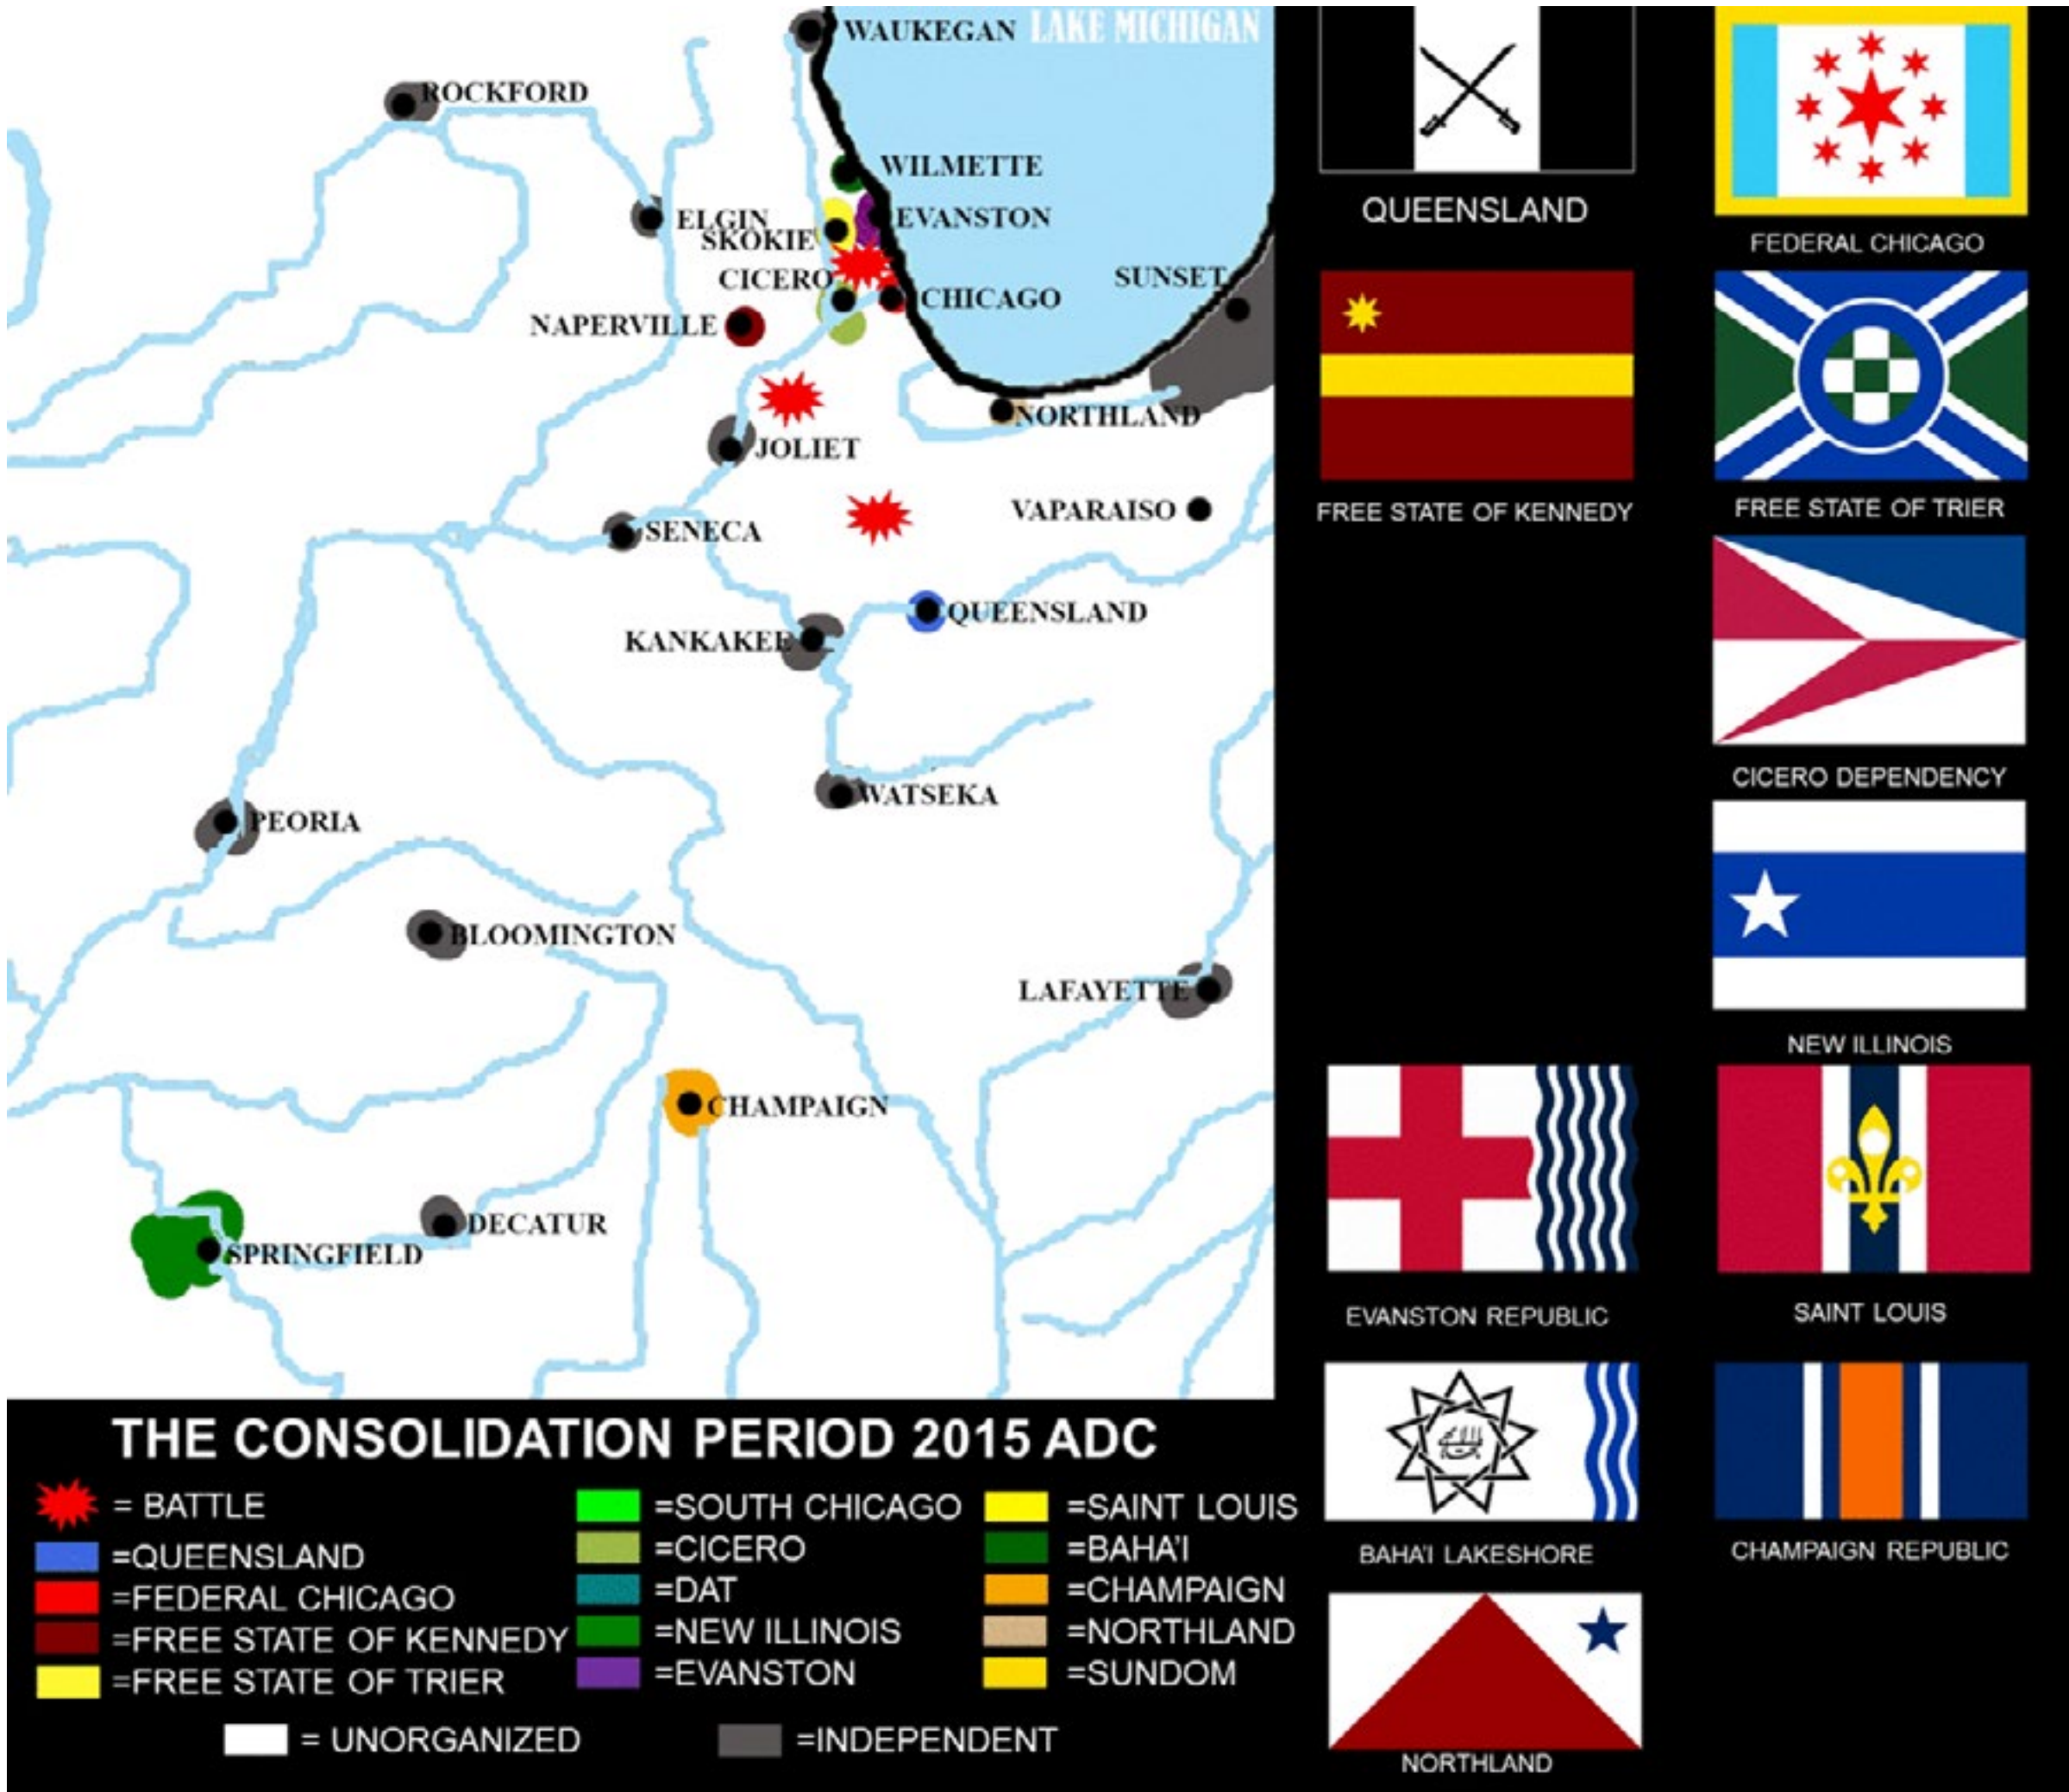 WAUKEGAN
LAKE MICHIGAN
ROCKFORD
WILMETTE
ELGIN
EVANSTON
SKOKIE
CICERO
SUNSET
CHICAGO
NAPERVILLE
NORTHLAND
JOLIET
VAPARAISO
SENECA
QUEENSLAND
KANKAKEE
WATSEKA
PEORIA
BLOOMINGTON
LAFAYETTE
CHAMPAIGN
DECATUR
SPRINGFIELD
QUEENSLAND
FEDERAL CHICAGO
FREE STATE OF KENNEDY
FREE STATE OF TRIER
CICERO DEPENDENCY
NEW ILLINOIS
EVANSTON REPUBLIC
SAINT LOUIS
BAHA'I LAKESHORE
CHAMPAIGN REPUBLIC
NORTHLAND
THE CONSOLIDATION PERIOD 2015 ADC
= BATTLE
=QUEENSLAND
=FEDERAL CHICAGO
=FREE STATE OF KENNEDY
=FREE STATE OF TRIER
=SOUTH CHICAGO
=CICERO
=DAT
=NEW ILLINOIS
=EVANSTON
=SAINT LOUIS
=BAHA'I
=CHAMPAIGN
=NORTHLAND
=SUNDOM
= UNORGANIZED
=INDEPENDENT